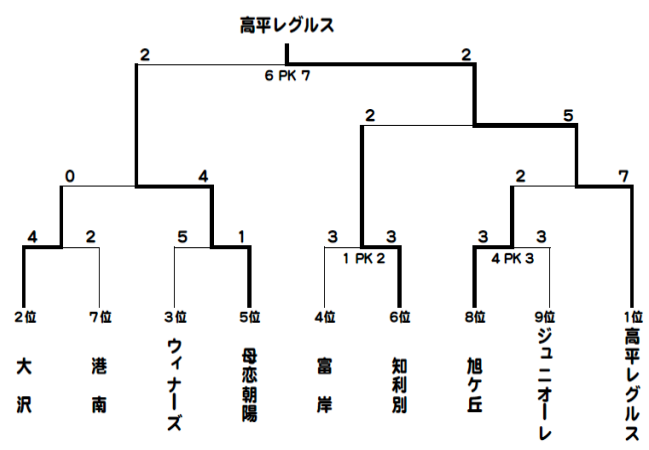 高平レグルス
2 2
6 PK 7
2 5
0 4 2 7
4 2 5 1 3 3 3 3
1 PK 2 4 PK 3
2位 7位 3位 5位 4位 6位 8位 9位 1位
大沢
港南
ウィナーズ
母恋朝陽
富岸
知利別
旭ケ丘
ジュニオーレ
高平レグルス